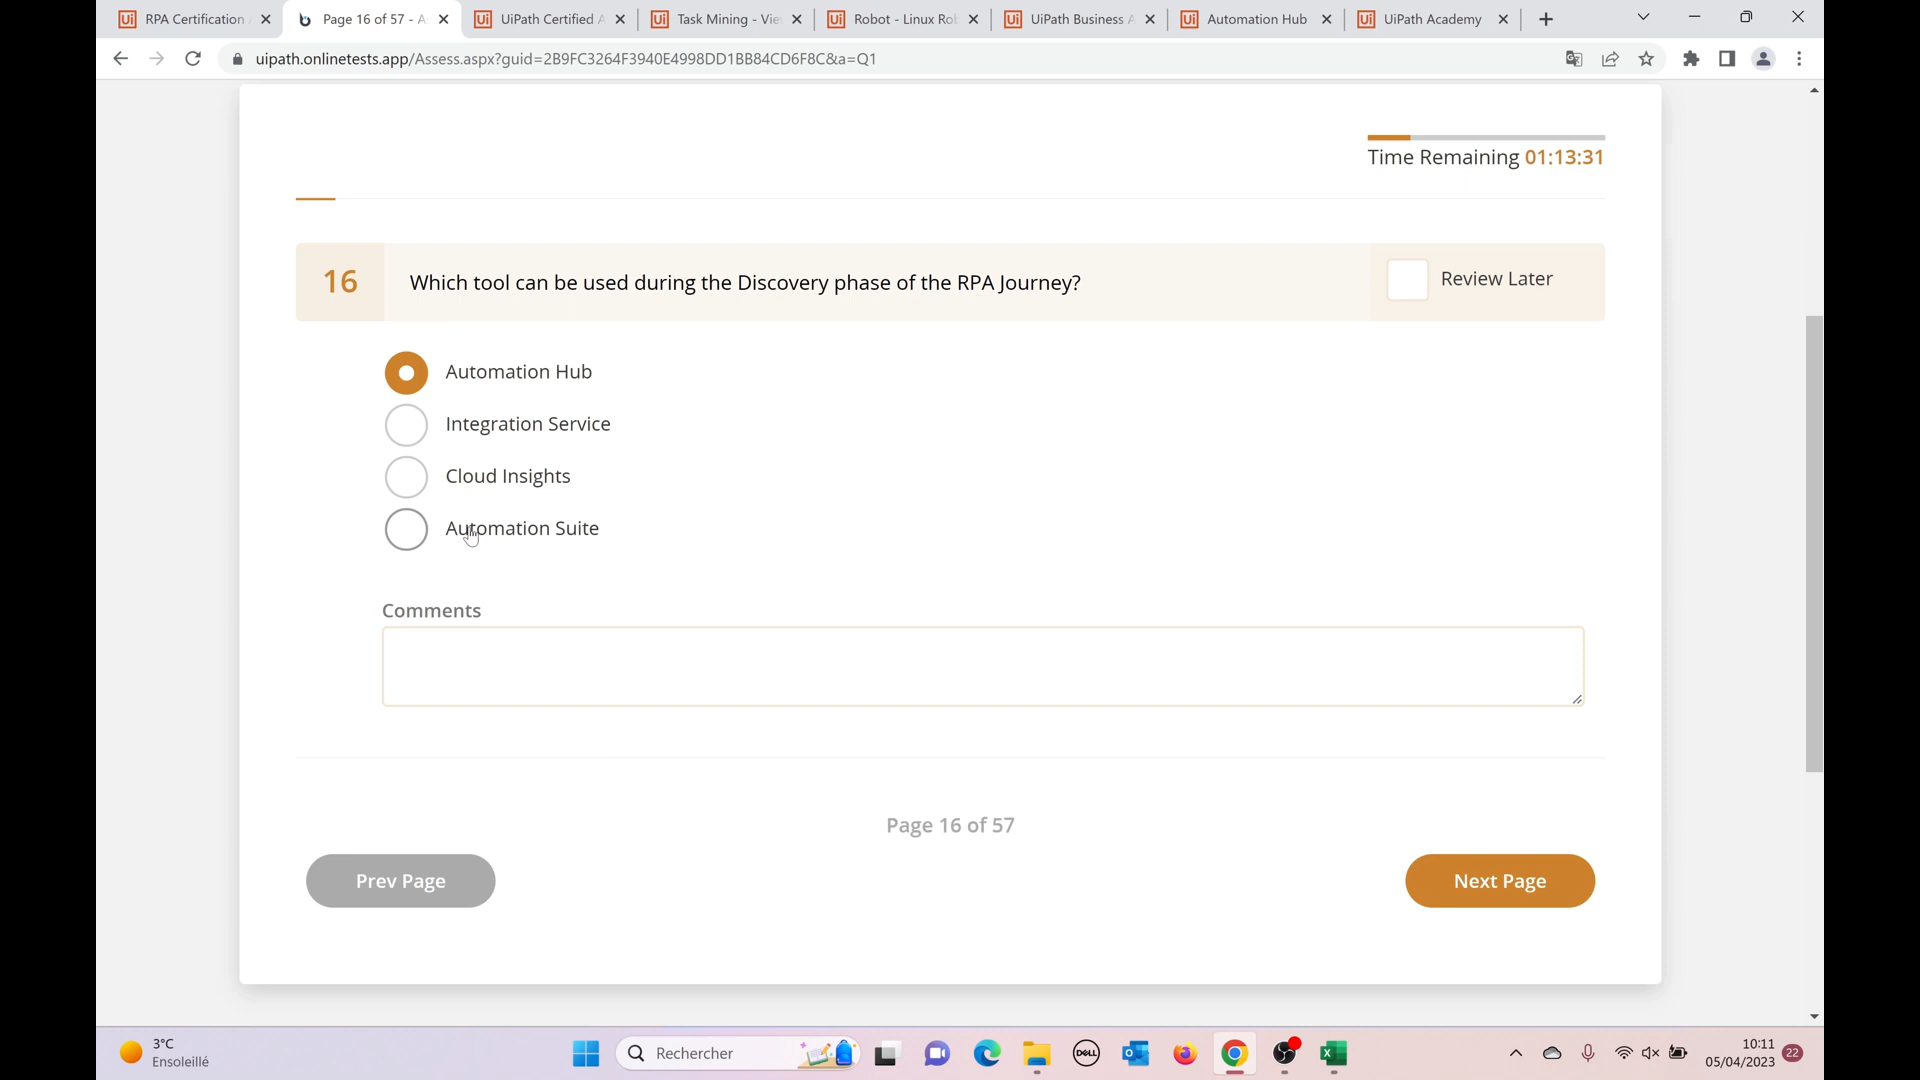 RPA Certification
Page 16 of 57 - A
UiPath Certified A
Task Mining - Vie
Robot - Linux Ro
UiPath Business A
Automation Hub
UiPath Academy
uipath.onlinetests.app/Assess.aspx?guid=2B9FC3264F3940E4998DD1BB84CD6F8C&a=Q1
Time Remaining 01:13:31
16
Which tool can be used during the Discovery phase of the RPA Journey?
Review Later
Automation Hub
Integration Service
Cloud Insights
Automation Suite
Comments
Page 16 of 57
Prev Page
Next Page
3°C
Ensoleillé
Rechercher
DELL
10:11
05/04/2023
22